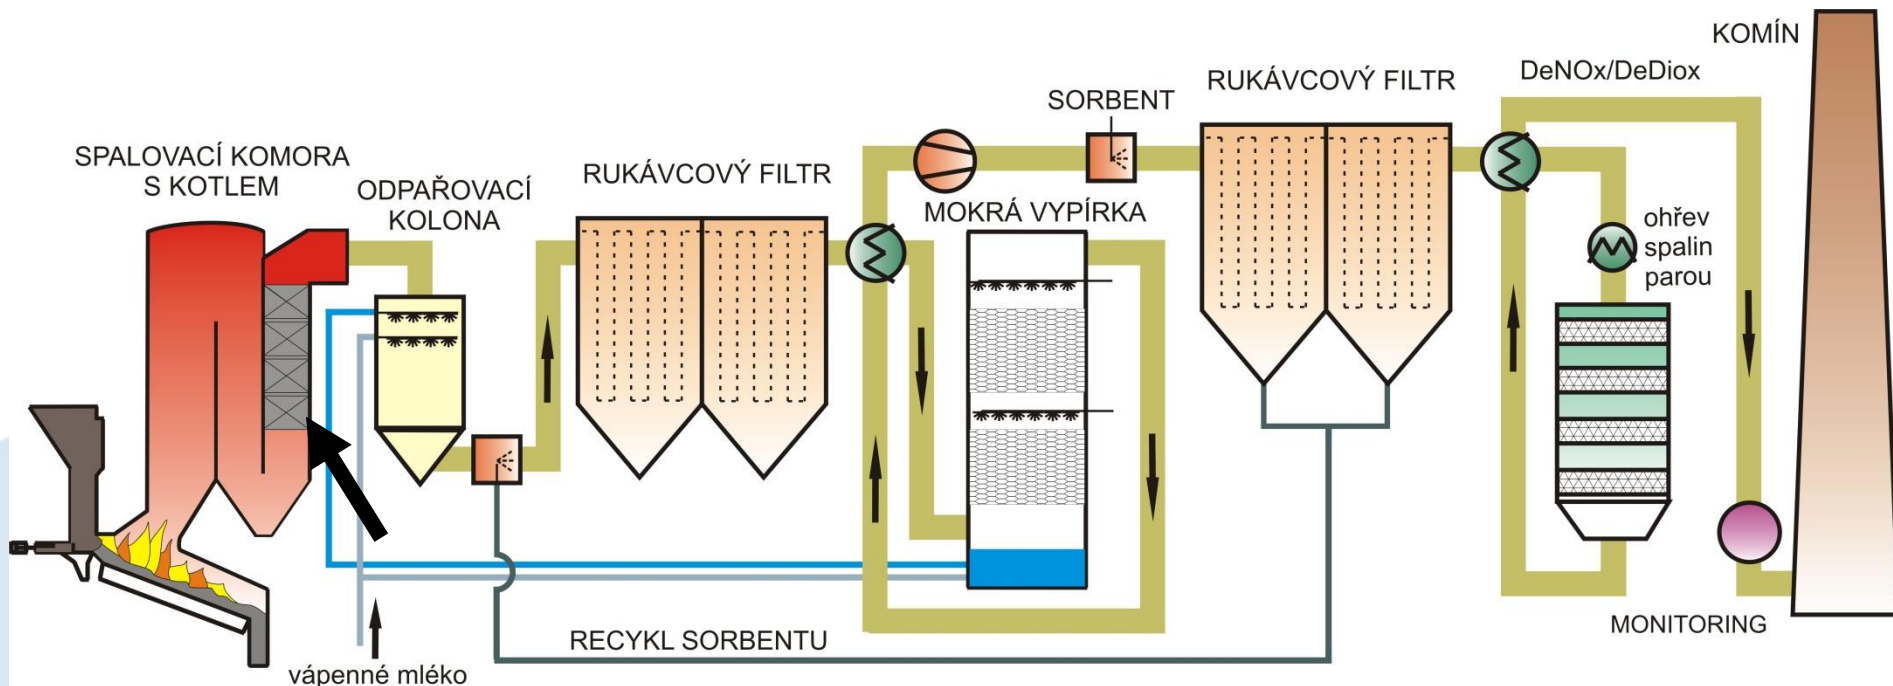 SPALOVACÍ KOMORA
S KOTLEM
ODPAŘOVACÍ
KOLONA
RUKÁVCOVÝ FILTR
MOKRÁ VYPÍRKA
SORBENT
RUKÁVCOVÝ FILTR
DeNOx/DeDiox
KOMÍN
ohřev
spalin
parou
MONITORING
RECYKL SORBENTU
vápenné mléko